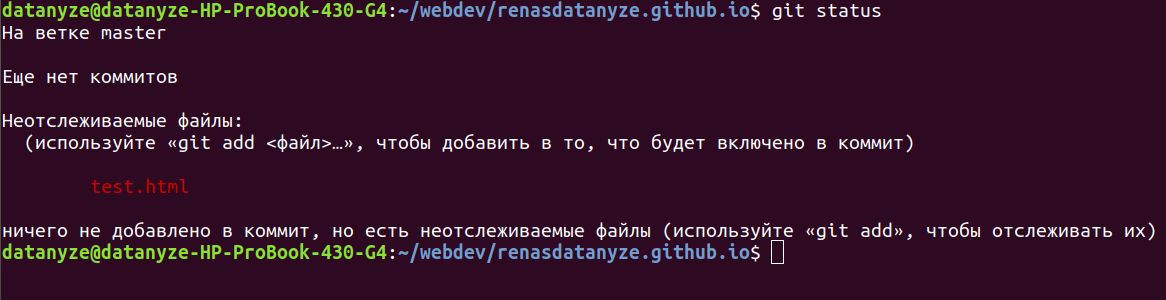 datanyze@datanyze-HP-ProBook-430-G4:~/webdev/renasdatanyze.github.io$ git status
На ветке master
Еще нет коммитов
Неотслеживаемые файлы:
(используйте «git add <файл>…», чтобы добавить в то, что будет включено в коммит)
test.html
ничего не добавлено в коммит, но есть неотслеживаемые файлы (используйте «git add», чтобы отслеживать их)
datanyze@datanyze-HP-ProBook-430-G4:~/webdev/renasdatanyze.github.io$